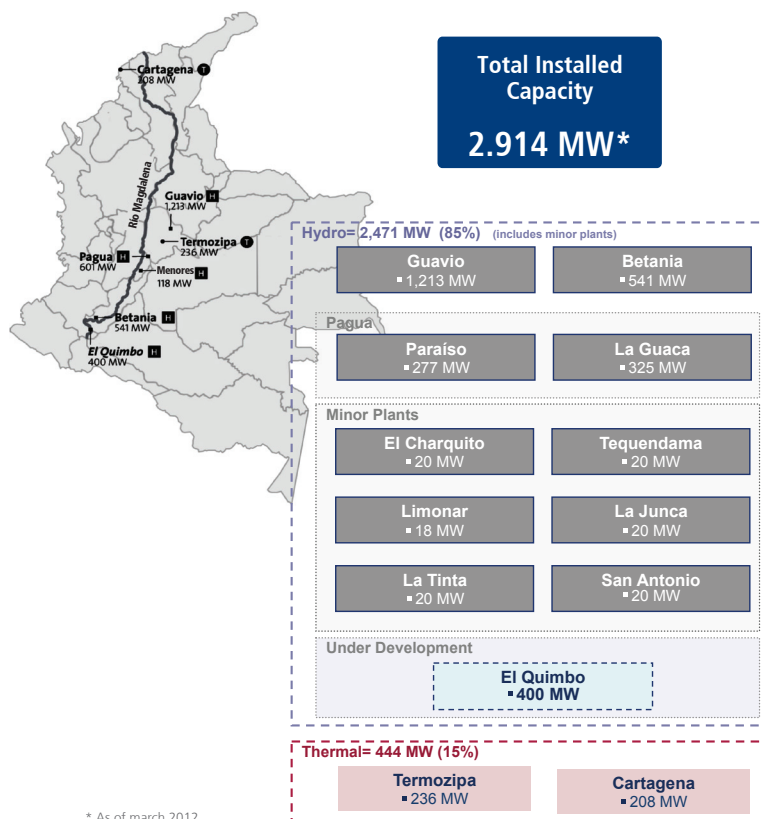 Cartagena T
208 MW
Río Magdalena
Guavio H
1,213 MW
Termozipa T
236 MW
Pagua H
601 MW
Menores H
118 MW
Betania H
541 MW
El Quimbo H
400 MW
Total Installed
Capacity
2.914 MW*
Hydro= 2,471 MW (85%) (includes minor plants)
Guavio
1,213 MW
Betania
541 MW
Pagua
Paraíso
277 MW
La Guaca
325 MW
Minor Plants
El Charquito
20 MW
Tequendama
20 MW
Limonar
18 MW
La Junca
20 MW
La Tinta
20 MW
San Antonio
20 MW
Under Development
El Quimbo
400 MW
Thermal= 444 MW (15%)
Termozipa
236 MW
Cartagena
208 MW
* As of march 2012